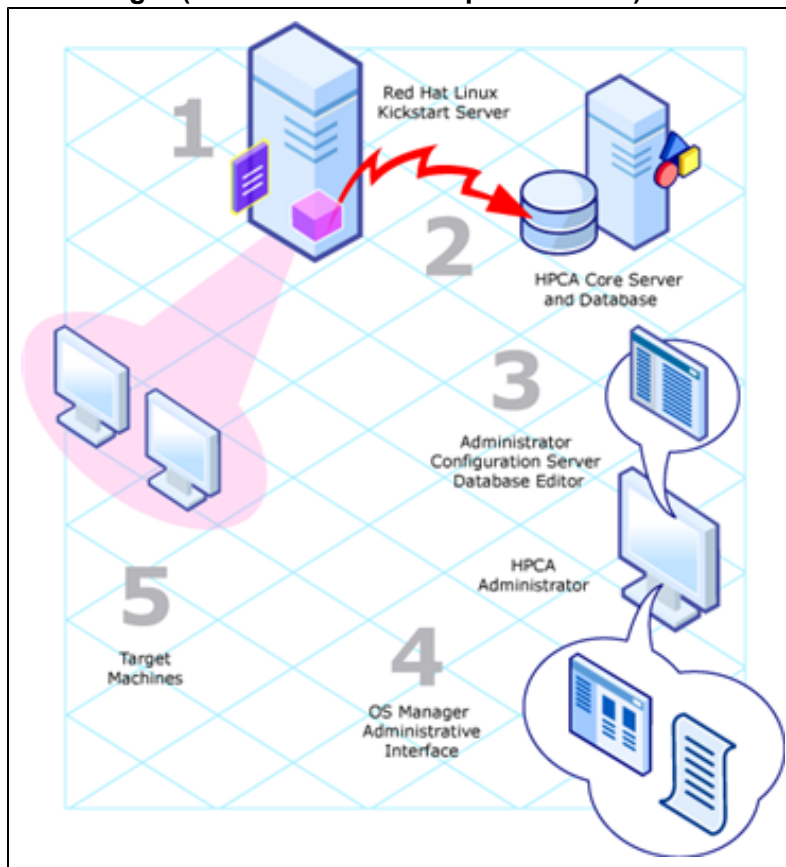 1
Red Hat Linux
Kickstart Server
2
HPCA Core Server
and Database
3
Administrator
Configuration Server
Database Editor
HPCA
Administrator
5
Target
Machines
4
OS Manager
Administrative
Interface